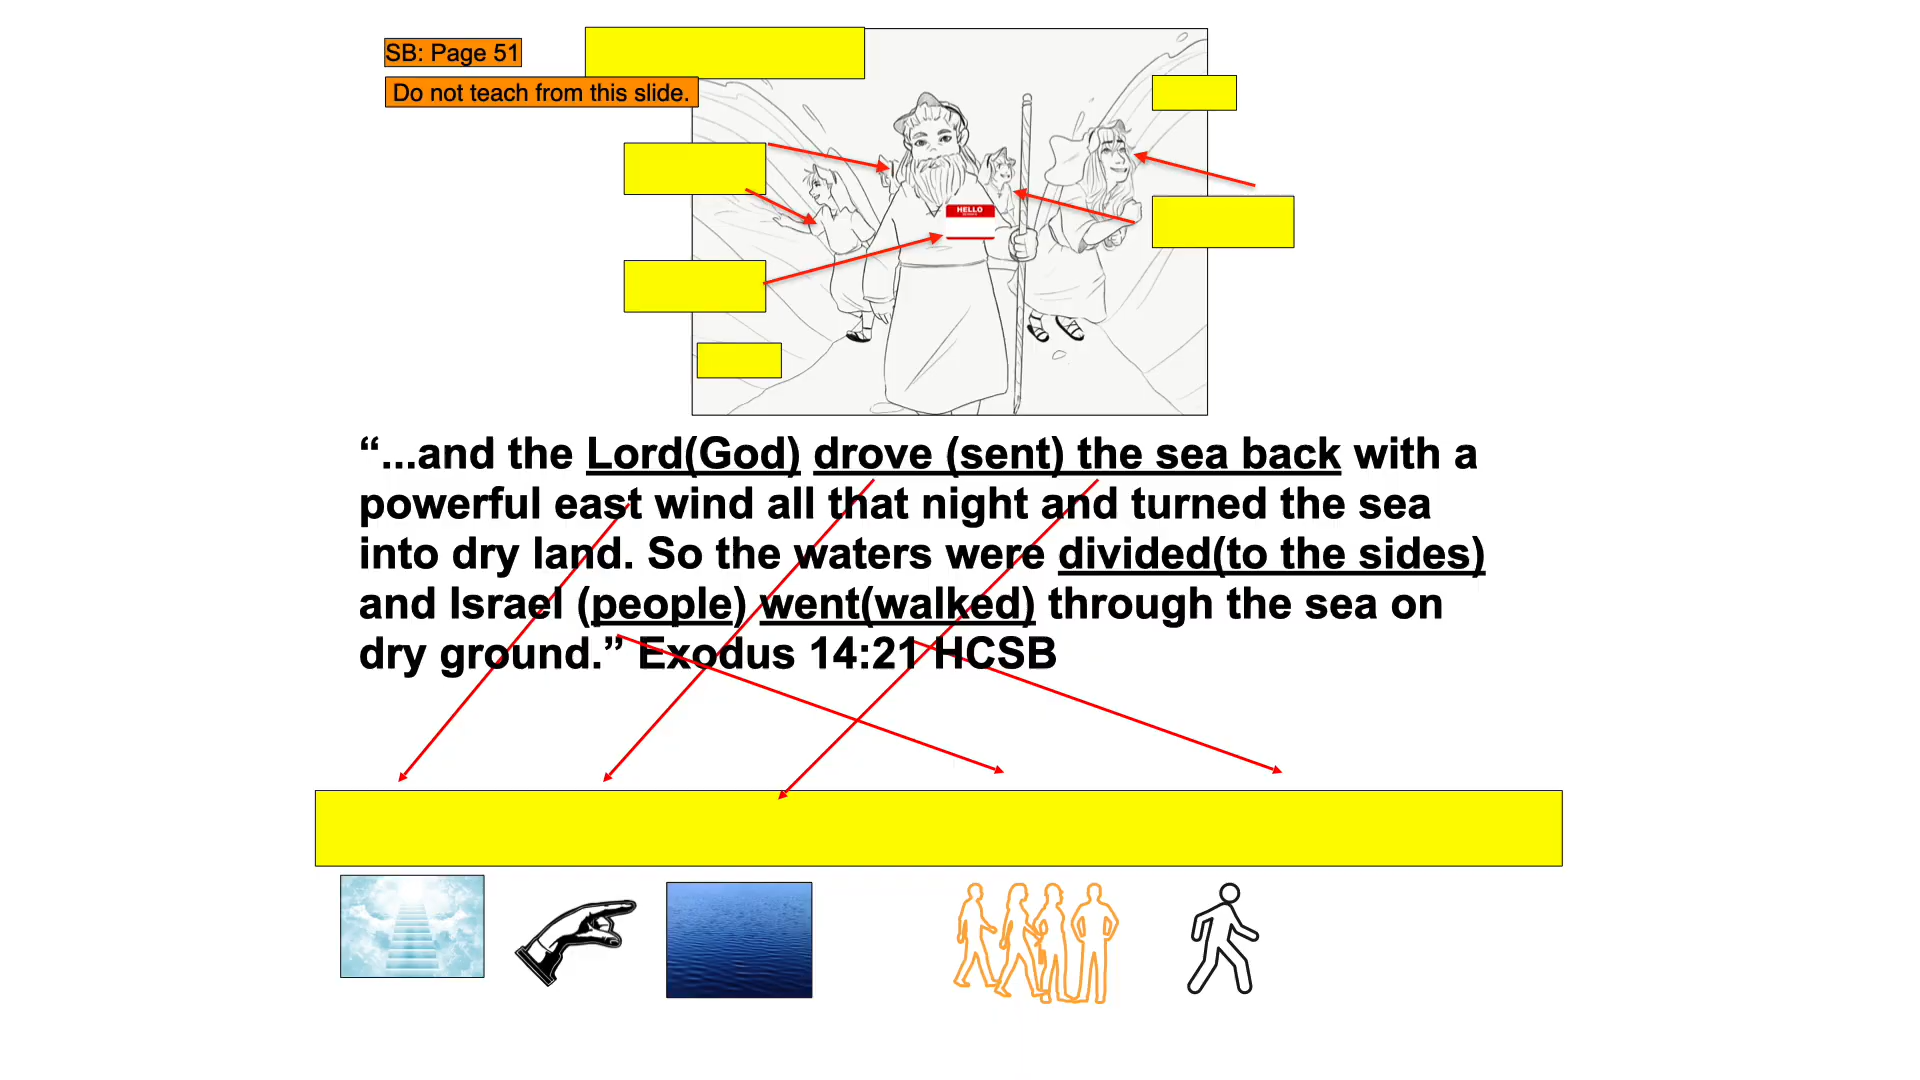 SB: Page 51
Do not teach from this slide.
HELLO
“...and the Lord(God) drove (sent) the sea back with a
powerful east wind all that night and turned the sea
into dry land. So the waters were divided(to the sides)
and Israel (people) went(walked) through the sea on
dry ground.” Exodus 14:21 HCSB